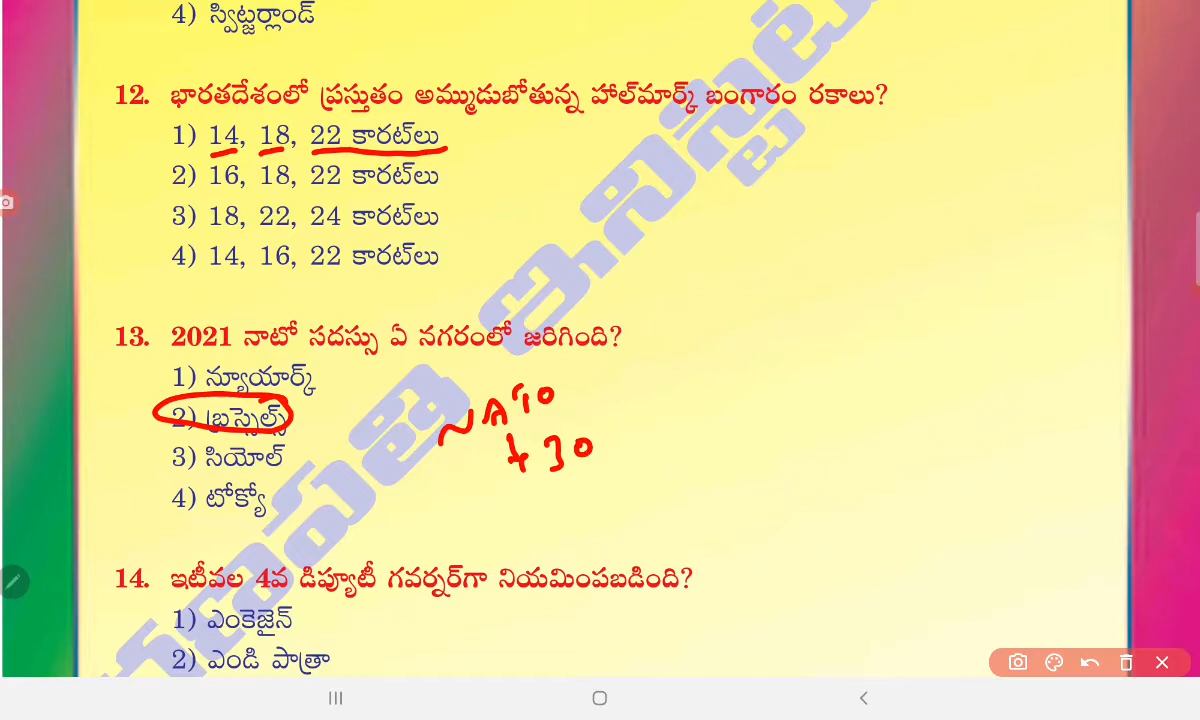 4) స్విట్జర్లాండ్
12. భారతదేశంలో ప్రస్తుతం అమ్ముడుబోతున్న హాల్‌మార్క్ బంగారం రకాలు?
1) 14, 18, 22 కారట్‌లు
2) 16, 18, 22 కారట్‌లు
3) 18, 22, 24 కారట్‌లు
4) 14, 16, 22 కారట్‌లు
13. 2021 నాటో సదస్సు ఏ నగరంలో జరిగింది?
1) న్యూయార్క్
2) బ్రస్సెల్స్
NATO
3) సియోల్
30
4) టోక్యో
14. ఇటీవల 4వ డిప్యూటీ గవర్నర్‌గా నియమింపబడింది?
1) ఎంకెజైన్
2) ఎండి పాత్రా